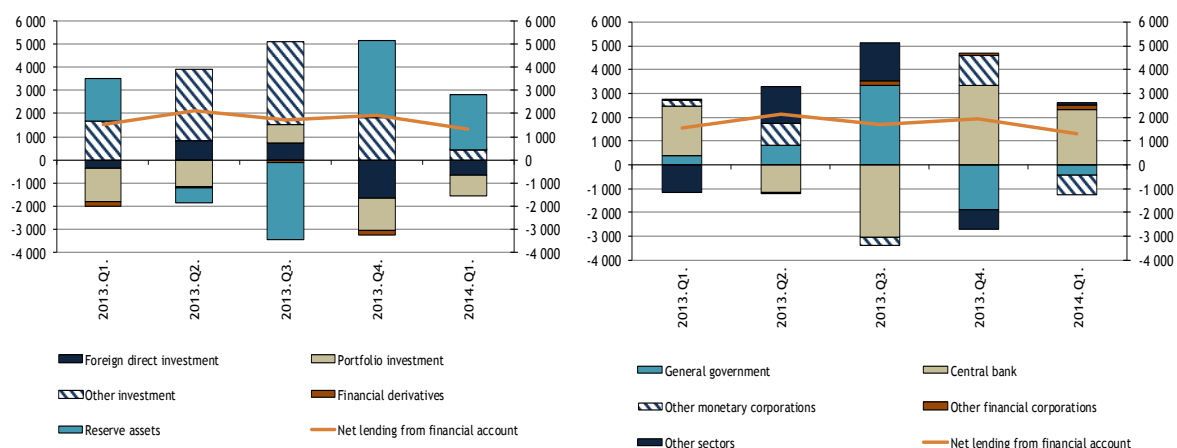 6 000 6 000
5 000 5 000
4 000 4 000
3 000 3 000
2 000 2 000
1 000 1 000
0 0
-1 000 -1 000
-2 000 -2 000
-3 000 -3 000
-4 000 -4 000
2013. Q1.
2013. Q2.
2013. Q3.
2013. Q4.
2014. Q1.
Foreign direct investment
Portfolio investment
Other investment
Financial derivatives
Reserve assets
Net lending from financial account
6 000 6 000
5 000 5 000
4 000 4 000
3 000 3 000
2 000 2 000
1 000 1 000
0 0
-1 000 -1 000
-2 000 -2 000
-3 000 -3 000
-4 000 -4 000
2013. Q1.
2013. Q2.
2013. Q3.
2013. Q4.
2014. Q1.
General government
Central bank
Other monetary corporations
Other financial corporations
Other sectors
Net lending from financial account